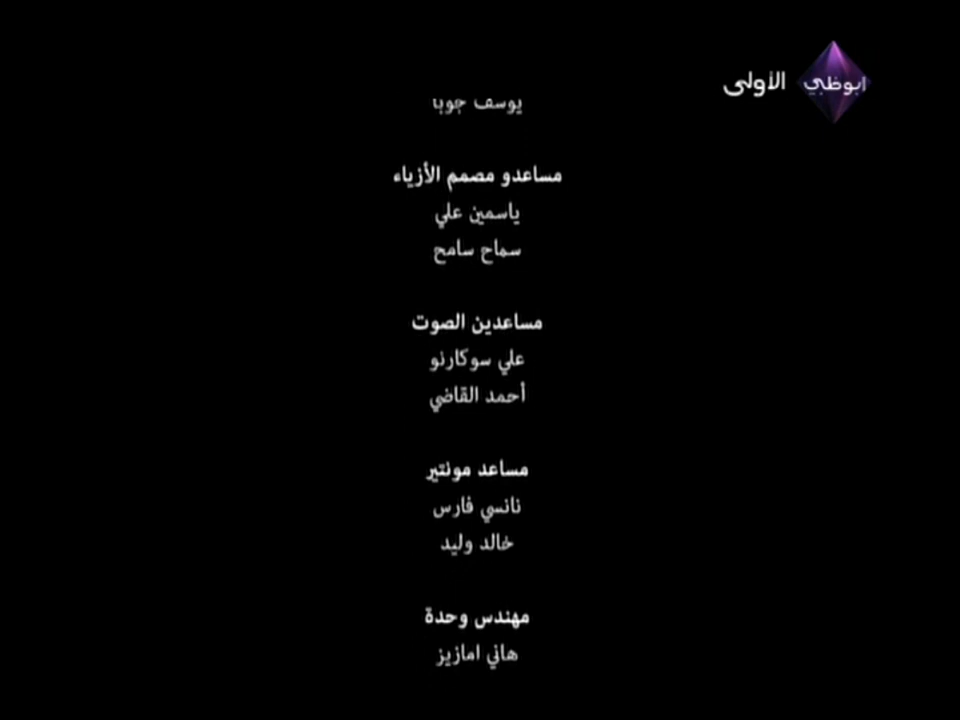 ابوظبي الأولى
يوسف
مساعدو مصمم الأزياء
ياسمين علي
سماح سامح
مساعدين الصوت
علي سوكارنو
أحمد القاضي
مساعد مونتير
نانسي فارس
خالد وليد
مهندس وحدة
هاني امازيز